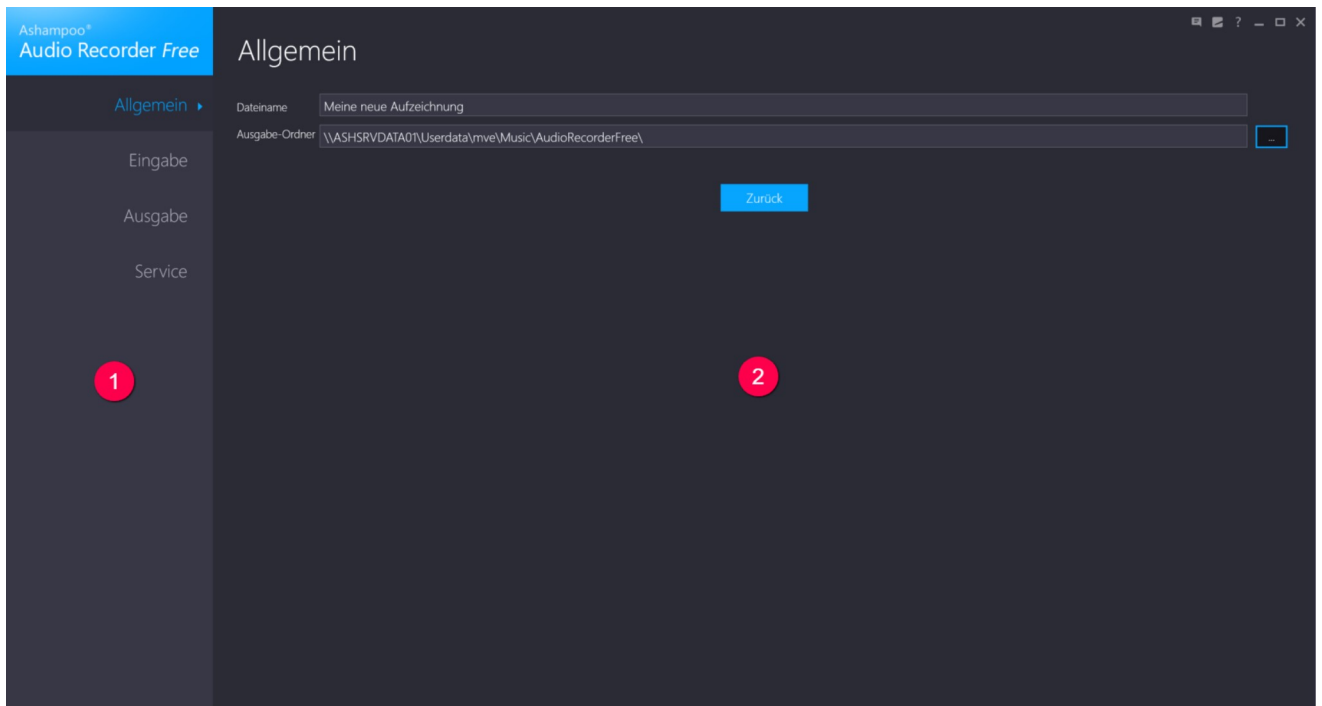 Ashampoo®
Audio Recorder Free
Allgemein
Allgemein
Eingabe
Ausgabe
Service
1
Dateiname Meine neue Aufzeichnung
Ausgabe-Ordner \\ASHSRVDATA01\Userdata\mve\Music\AudioRecorderFree\ ...
Zurück
2
?